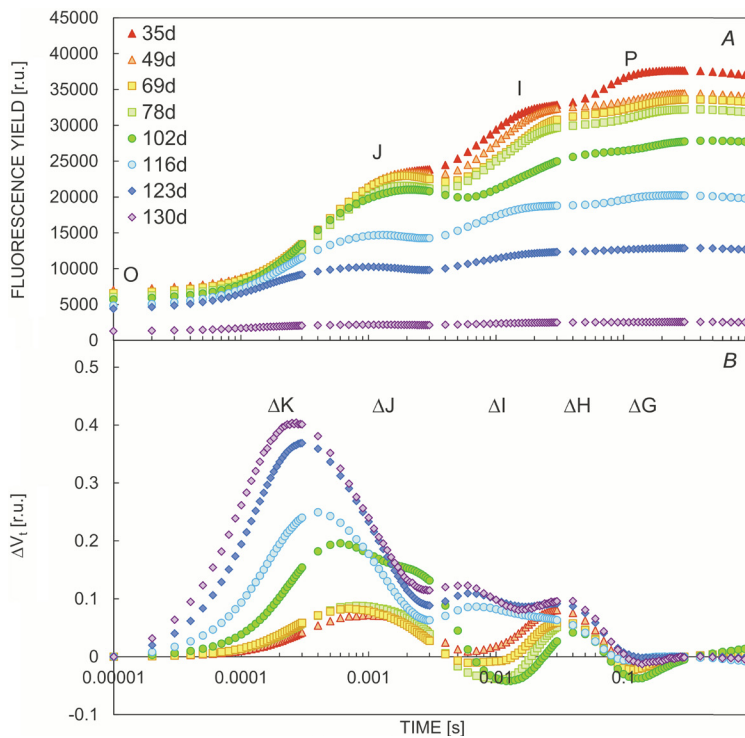 45000
A
35d
40000
49d
P
35000
69d
I
30000
78d
25000
102d
J
20000
116d
15000
123d
10000
130d
O
5000
0
FLUORESCENCE YIELD [r.u.]
0.5
B
ΔK
ΔJ
ΔI
ΔH
ΔG
0.4
0.3
0.2
0.1
0
-0.1
ΔVt [r.u.]
0.00001
0.0001
0.001
0.01
0.1
TIME [s]